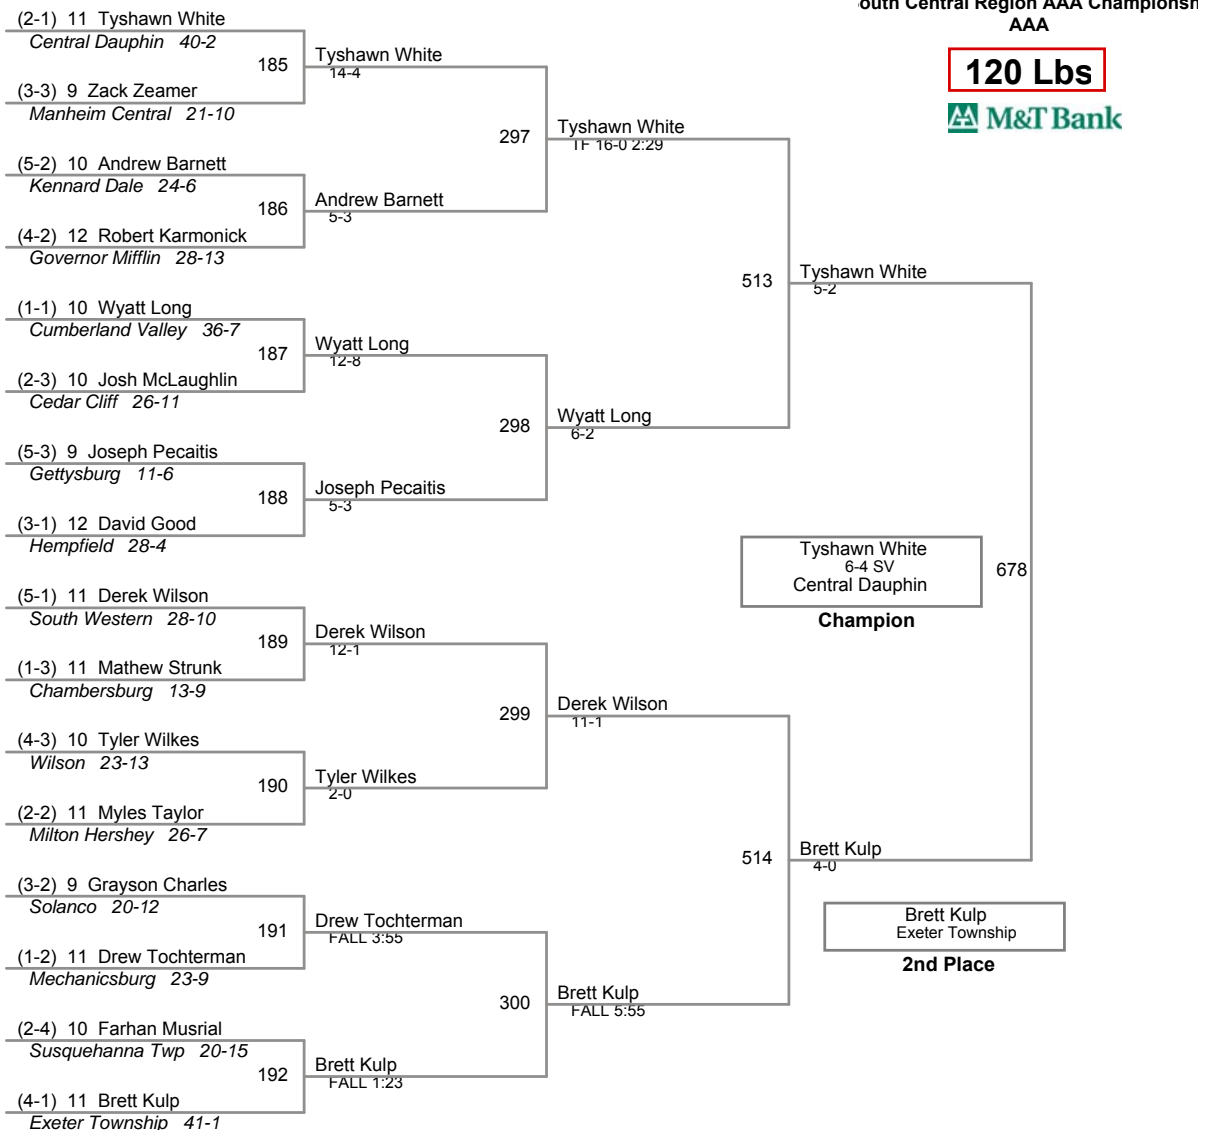 outh Central Region AAA Champions
AAA
120 Lbs
M&T Bank
(2-1) 11 Tyshawn White
Central Dauphin 40-2
185
Tyshawn White
14-4
(3-3) 9 Zack Zeamer
Manheim Central 21-10
297
Tyshawn White
TF 16-0 2:29
(5-2) 10 Andrew Barnett
Kennard Dale 24-6
186
Andrew Barnett
5-3
(4-2) 12 Robert Karmonick
Governor Mifflin 28-13
513
Tyshawn White
5-2
(1-1) 10 Wyatt Long
Cumberland Valley 36-7
187
Wyatt Long
12-8
(2-3) 10 Josh McLaughlin
Cedar Cliff 26-11
298
Wyatt Long
6-2
(5-3) 9 Joseph Pecaitis
Gettysburg 11-6
188
Joseph Pecaitis
5-3
(3-1) 12 David Good
Hempfield 28-4
Tyshawn White
6-4 SV
Central Dauphin
678
Champion
(5-1) 11 Derek Wilson
South Western 28-10
189
Derek Wilson
12-1
(1-3) 11 Mathew Strunk
Chambersburg 13-9
299
Derek Wilson
11-1
(4-3) 10 Tyler Wilkes
Wilson 23-13
190
Tyler Wilkes
2-0
(2-2) 11 Myles Taylor
Milton Hershey 26-7
514
Brett Kulp
4-0
(3-2) 9 Grayson Charles
Solanco 20-12
191
Drew Tochterman
FALL 3:55
(1-2) 11 Drew Tochterman
Mechanicsburg 23-9
Brett Kulp
Exeter Township
2nd Place
300
Brett Kulp
FALL 5:55
(2-4) 10 Farhan Musrial
Susquehanna Twp 20-15
192
Brett Kulp
FALL 1:23
(4-1) 11 Brett Kulp
Exeter Township 41-1